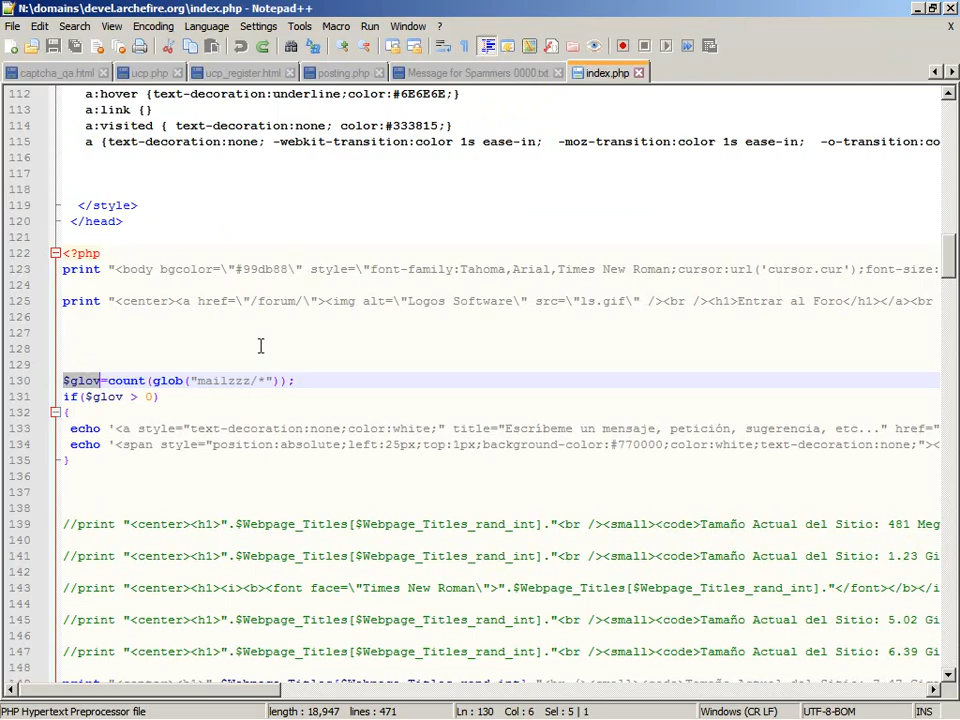 N:\domains\devel.archefire.org\index.php - Notepad++
File Edit Search View Encoding Language Settings Tools Macro Run Window ? X
captcha_qa.html ucp.php ucp_register.html posting.php Message for Spammers 0000.txt index.php
112 a:hover {text-decoration:underline;color:#6E6E6E;}
113 a:link {}
114 a:visited { text-decoration:none; color:#333815;}
115 a {text-decoration:none; -webkit-transition:color 1s ease-in; -moz-transition:color 1s ease-in; -o-transition:co
116
117
118
119 </style>
120 </head>
121
122 <?php
123 print "<body bgcolor=\"#99db88\" style=\"font-family:Tahoma,Arial,Times New Roman;cursor:url('cursor.cur');font-size:
124
125 print "<center><a href=\"/forum/\"><img alt=\"Logos Software\" src=\"ls.gif\" /><br /><h1>Entrar al Foro</h1></a><br
126
127
128
129
130 $glov=count(glob("mailzzz/*"));
131 if($glov > 0)
132 {
133 echo '<a style="text-decoration:none;color:white;" title="Escríbeme un mensaje, petición, sugerencia, etc..." href="
134 echo '<span style="position:absolute;left:25px;top:1px;background-color:#770000;color:white;text-decoration:none;"><
135 }
136
137
138
139 //print "<center><h1>".$Webpage_Titles[$Webpage_Titles_rand_int]."<br /><small><code>Tamaño Actual del Sitio: 481 Meg
140
141 //print "<center><h1>".$Webpage_Titles[$Webpage_Titles_rand_int]."<br /><small><code>Tamaño Actual del Sitio: 1.23 Gi
142
143 //print "<center><h1><i><b><font face=\"Times New Roman\">".$Webpage_Titles[$Webpage_Titles_rand_int]."</font></b></i
144
145 //print "<center><h1>".$Webpage_Titles[$Webpage_Titles_rand_int]."<br /><small><code>Tamaño Actual del Sitio: 5.02 Gi
146
147 //print "<center><h1>".$Webpage_Titles[$Webpage_Titles_rand_int]."<br /><small><code>Tamaño Actual del Sitio: 6.39 Gi
148
PHP Hypertext Preprocessor file length : 18,947 lines : 471 Ln : 130 Col : 6 Sel : 5 | 1 Windows (CR LF) UTF-8-BOM INS